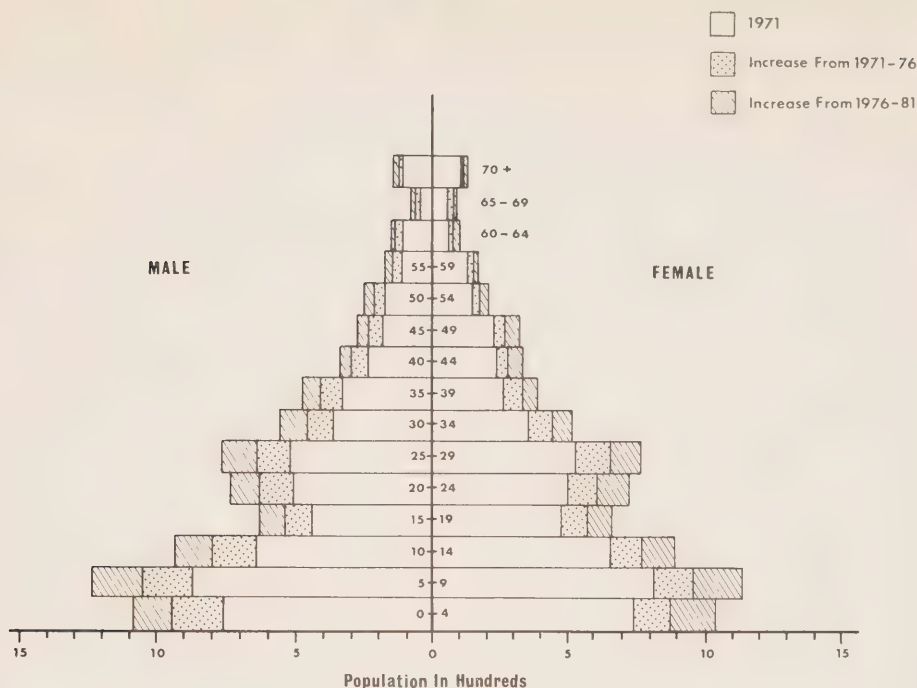 1971
Increase From 1971-76
Increase From 1976-81
70 +
65 - 69
60 - 64
MALE
55 59
FEMALE
50 54
45 49
40 44
35 39
30 34
25 29
20 24
15 19
10 14
5 9
0 4
15 10 5 0 5 10 15
Population In Hundreds